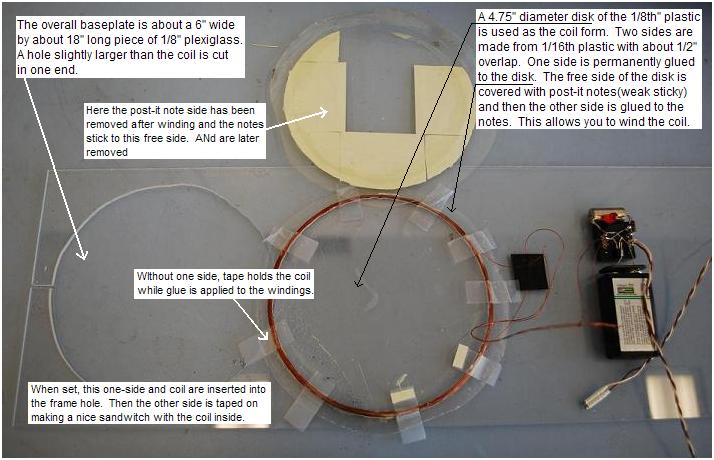 The overall baseplate is about a 6" wide
by about 18" long piece of 1/8" plexiglass.
A hole slightly larger than the coil is cut
in one end.
A 4.75" diameter disk of the 1/8th" plastic
is used as the coil form. Two sides are
made from 1/16th plastic with about 1/2"
overlap. One side is permanently glued
to the disk. The free side of the disk is
covered with post-it notes(weak sticky)
and then the other side is glued to the
notes. This allows you to wind the coil.
Here the post-it note side has been
removed after winding and the notes
stick to this free side. ANd are later
removed
WIthout one side, tape holds the coil
while glue is applied to the windings.
When set, this one-side and coil are inserted into
the frame hole. Then the other side is taped on
making a nice sandwitch with the coil inside.